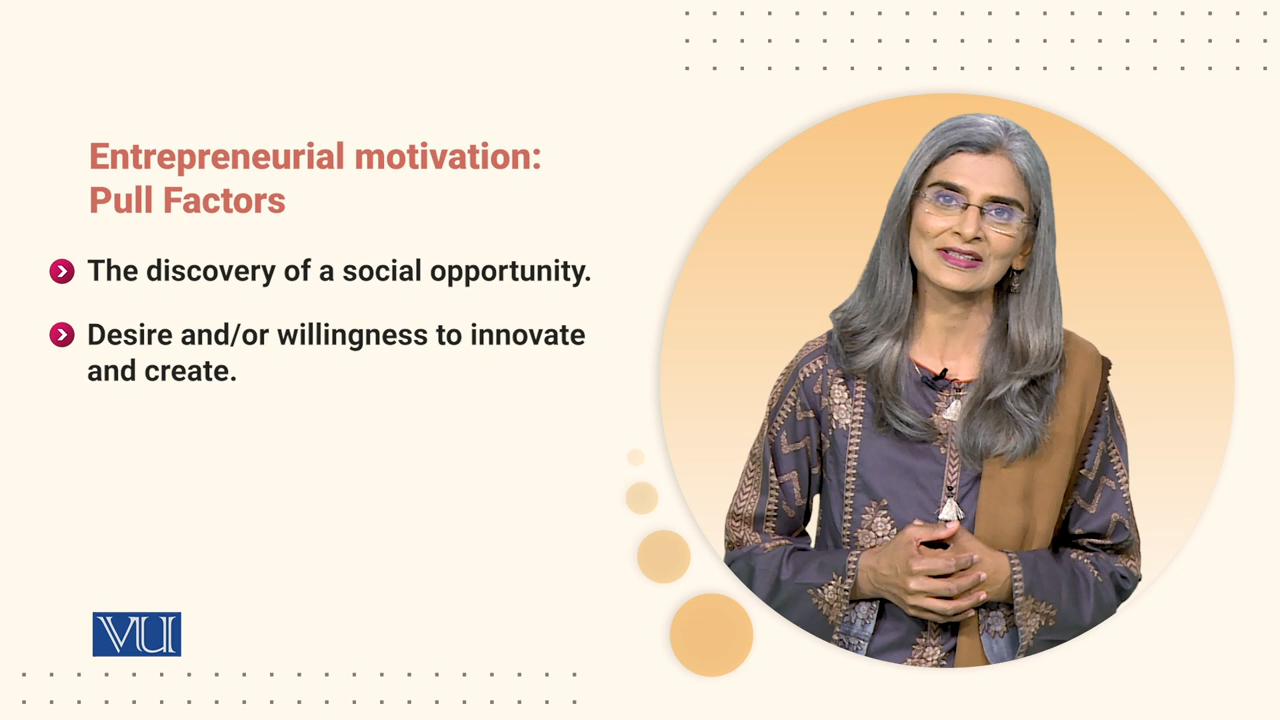 Entrepreneurial motivation:
Pull Factors
The discovery of a social opportunity.
Desire and/or willingness to innovate
and create.
VU